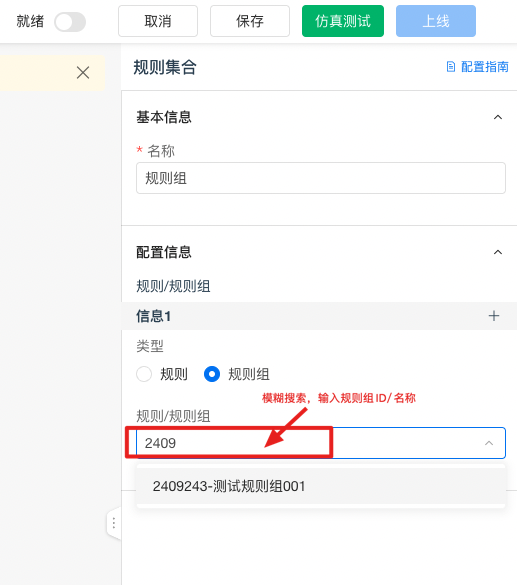 就绪 取消 保存 仿真测试 上线
规则集合 配置指南
基本信息
* 名称
规则组
配置信息
规则/规则组
信息1
类型
规则 规则组
模糊搜索，输入规则组ID/名称
规则/规则组
2409
2409243-测试规则组001